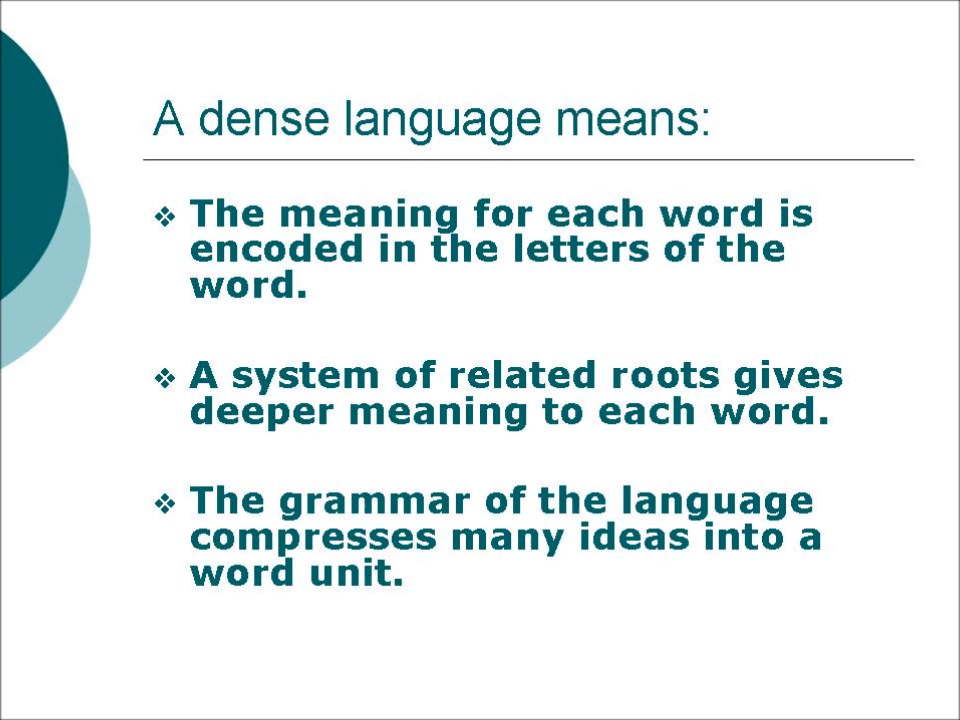 A dense language means:
❖ The meaning for each word is
encoded in the letters of the
word.
❖ A system of related roots gives
deeper meaning to each word.
❖ The grammar of the language
compresses many ideas into a
word unit.